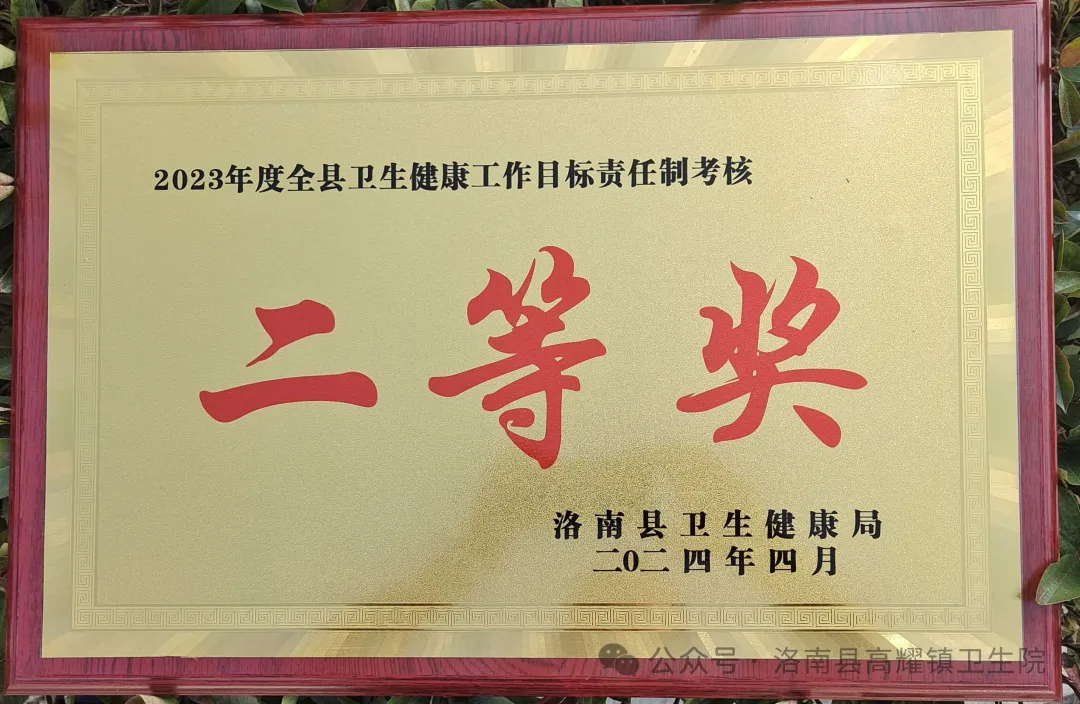 2023年度全县卫生健康工作目标责任制考核
二等奖
洛南县卫生健康局
二0二四年四月
公众号·洛南县高耀镇卫生院